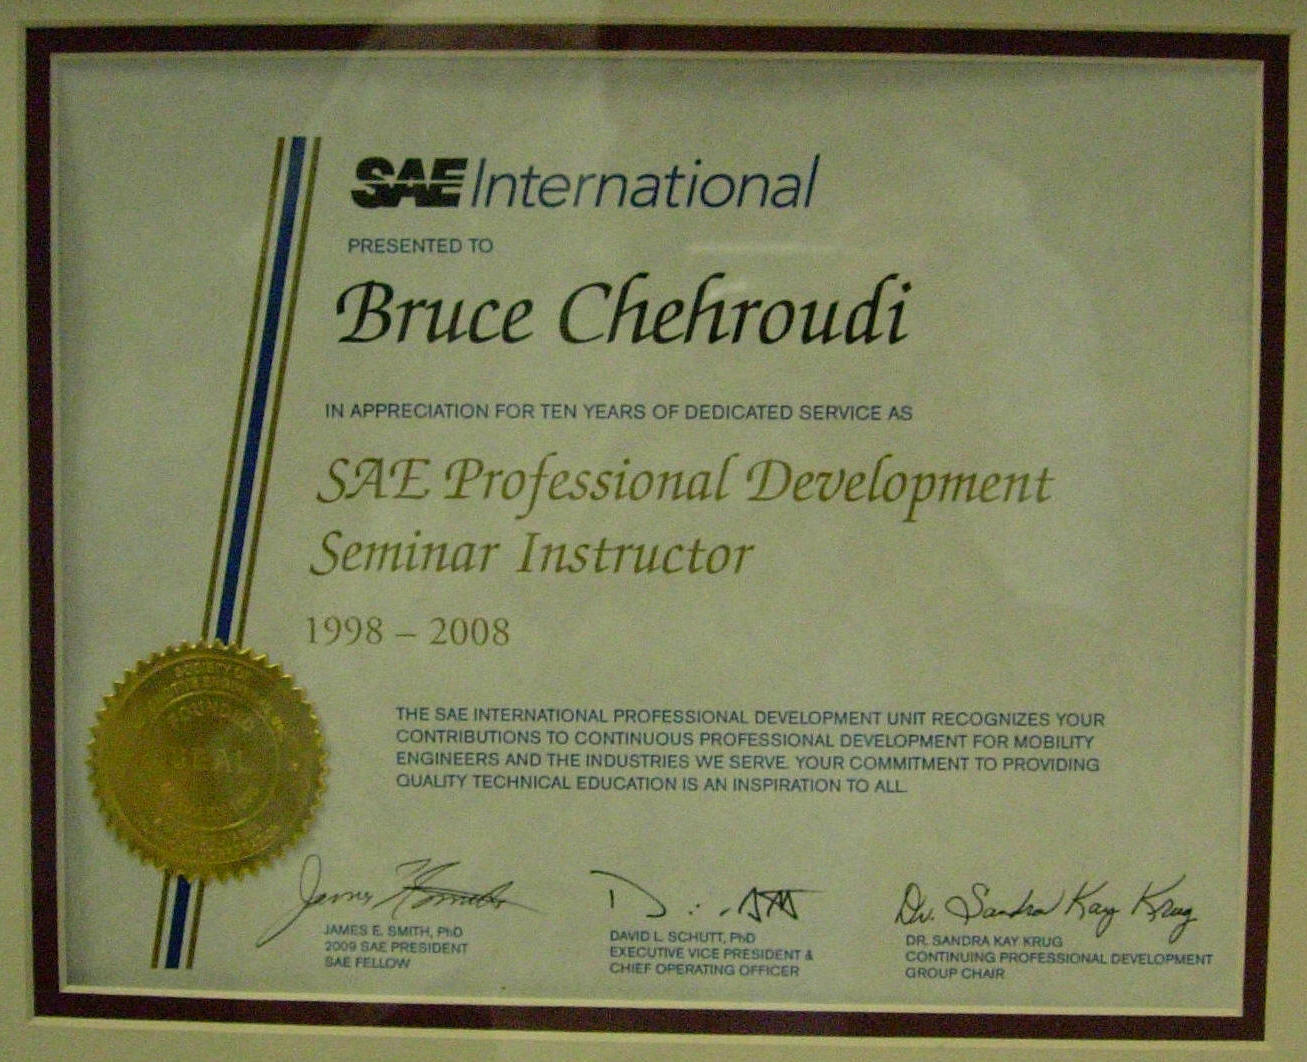 SAE International
PRESENTED TO
Bruce Chehroudi
IN APPRECIATION FOR TEN YEARS OF DEDICATED SERVICE AS
SAE Professional Development
Seminar Instructor
1998 – 2008
THE SAE INTERNATIONAL PROFESSIONAL DEVELOPMENT UNIT RECOGNIZES YOUR
CONTRIBUTIONS TO CONTINUOUS PROFESSIONAL DEVELOPMENT FOR MOBILITY
ENGINEERS AND THE INDUSTRIES WE SERVE. YOUR COMMITMENT TO PROVIDING
QUALITY TECHNICAL EDUCATION IS AN INSPIRATION TO ALL.
SOCIETY OF
SEAL
James
Dr. Sandra Kay Krug
JAMES E. SMITH, PhD
2009 SAE PRESIDENT
SAE FELLOW
DAVID L. SCHUTT, PhD
EXECUTIVE VICE PRESIDENT &
CHIEF OPERATING OFFICER
DR. SANDRA KAY KRUG
CONTINUING PROFESSIONAL DEVELOPMENT
GROUP CHAIR